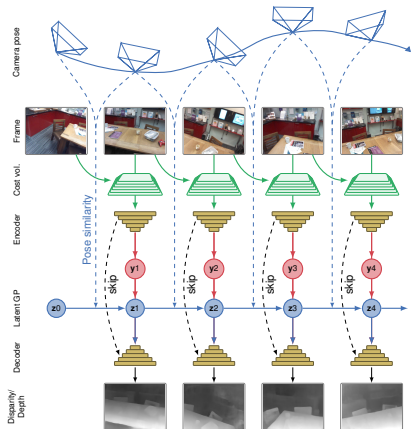 Camera pose
Frame
Cost vol.
Encoder
Pose similarity
y1
y2
y3
y4
skip
skip
skip
skip
Latent GP
z0
z1
z2
z3
z4
Decoder
Disparity/
Depth